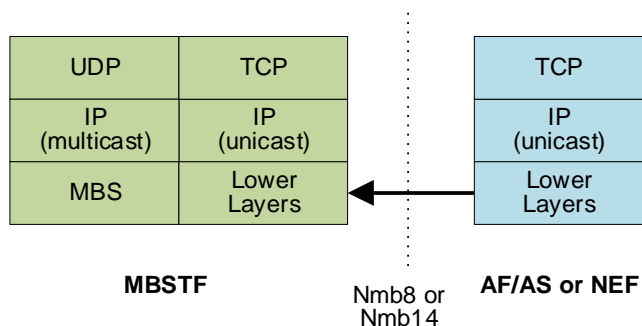 UDP
TCP
TCP
IP
(multicast)
IP
(unicast)
IP
(unicast)
MBS
Lower
Layers
Lower
Layers
MBSTF
Nmb8 or
Nmb14
AF/AS or NEF